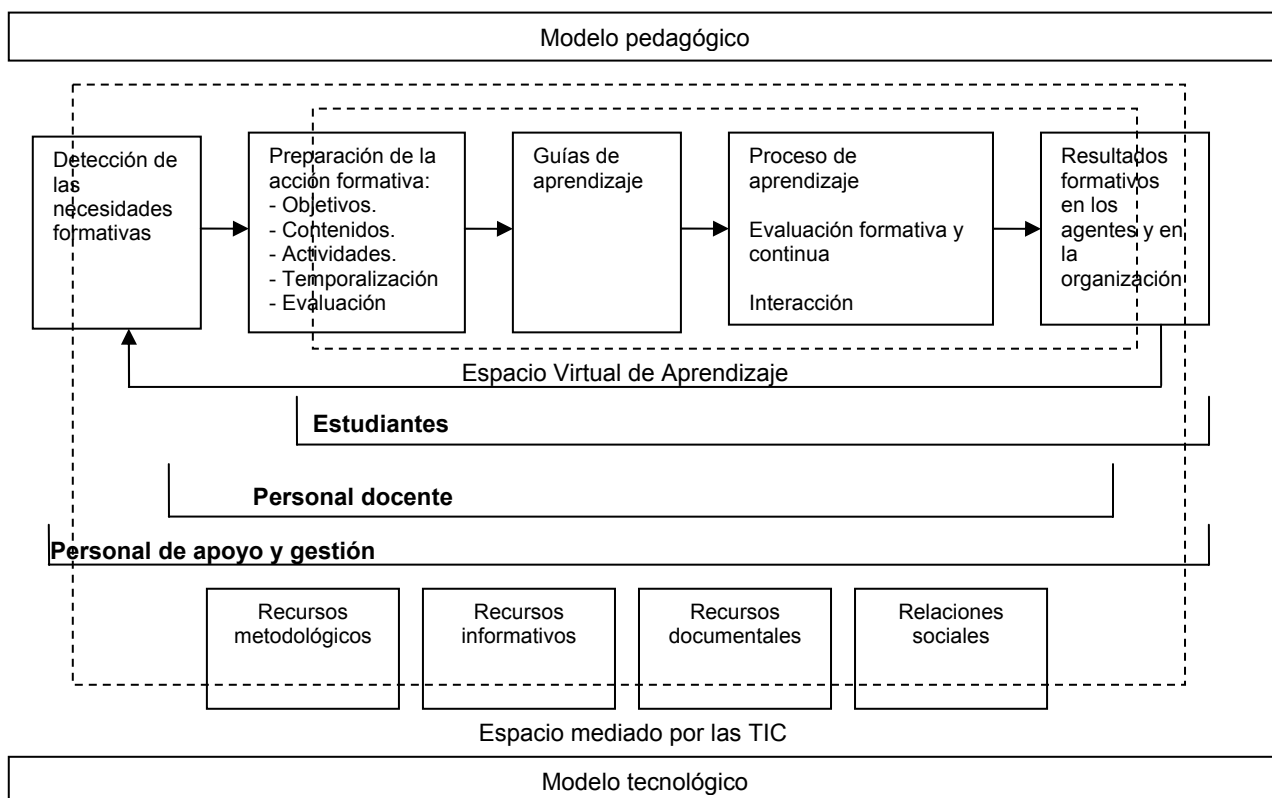 Modelo pedagógico
Detección de
las
necesidades
formativas
Preparación de la
acción formativa:
- Objetivos.
- Contenidos.
- Actividades.
- Temporalización
- Evaluación
Guías de
aprendizaje
Proceso de
aprendizaje
Evaluación formativa y
continua
Interacción
Resultados
formativos
en los
agentes y en
la
organización
Espacio Virtual de Aprendizaje
Estudiantes
Personal docente
Personal de apoyo y gestión
Recursos
metodológicos
Recursos
informativos
Recursos
documentales
Relaciones
sociales
Espacio mediado por las TIC
Modelo tecnológico